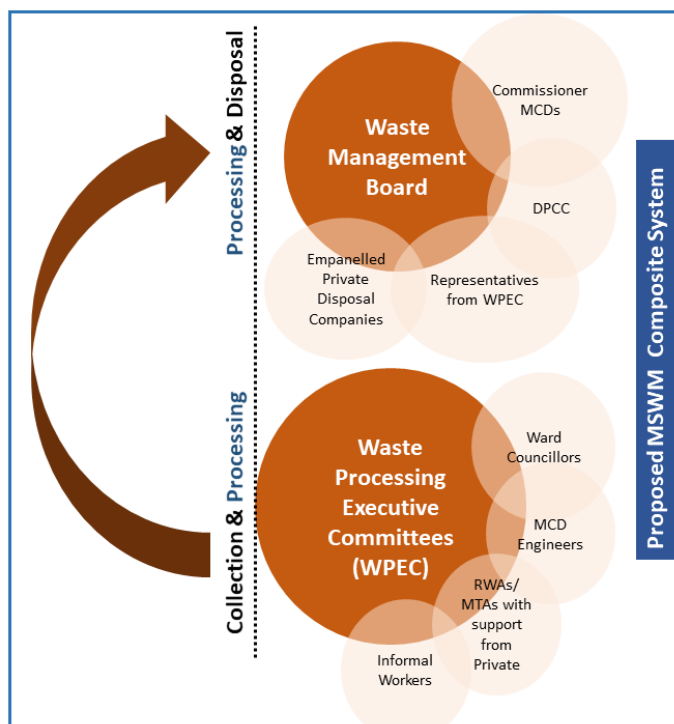 Processing & Disposal
Waste
Management
Board
Commissioner
MCDs
DPCC
Representatives
from WPEC
Empanelled
Private
Disposal
Companies
Collection & Processing
Waste
Processing
Executive
Committees
(WPEC)
Ward
Councillors
MCD
Engineers
RWAs/
MTAs with
support
from
Private
Informal
Workers
Proposed MSWM Composite System